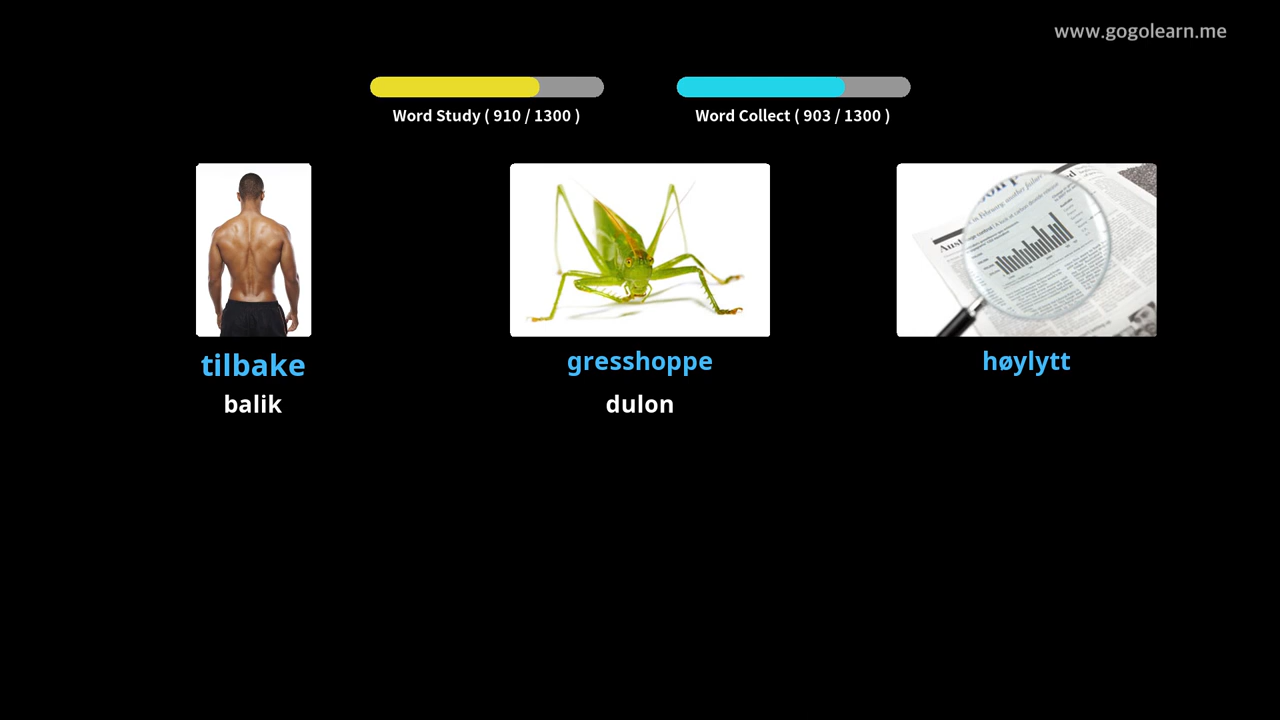 www.gogolearn.me
Word Study ( 910 / 1300 )
Word Collect ( 903 / 1300 )
tilbake
gresshoppe
høylytt
balik
dulon